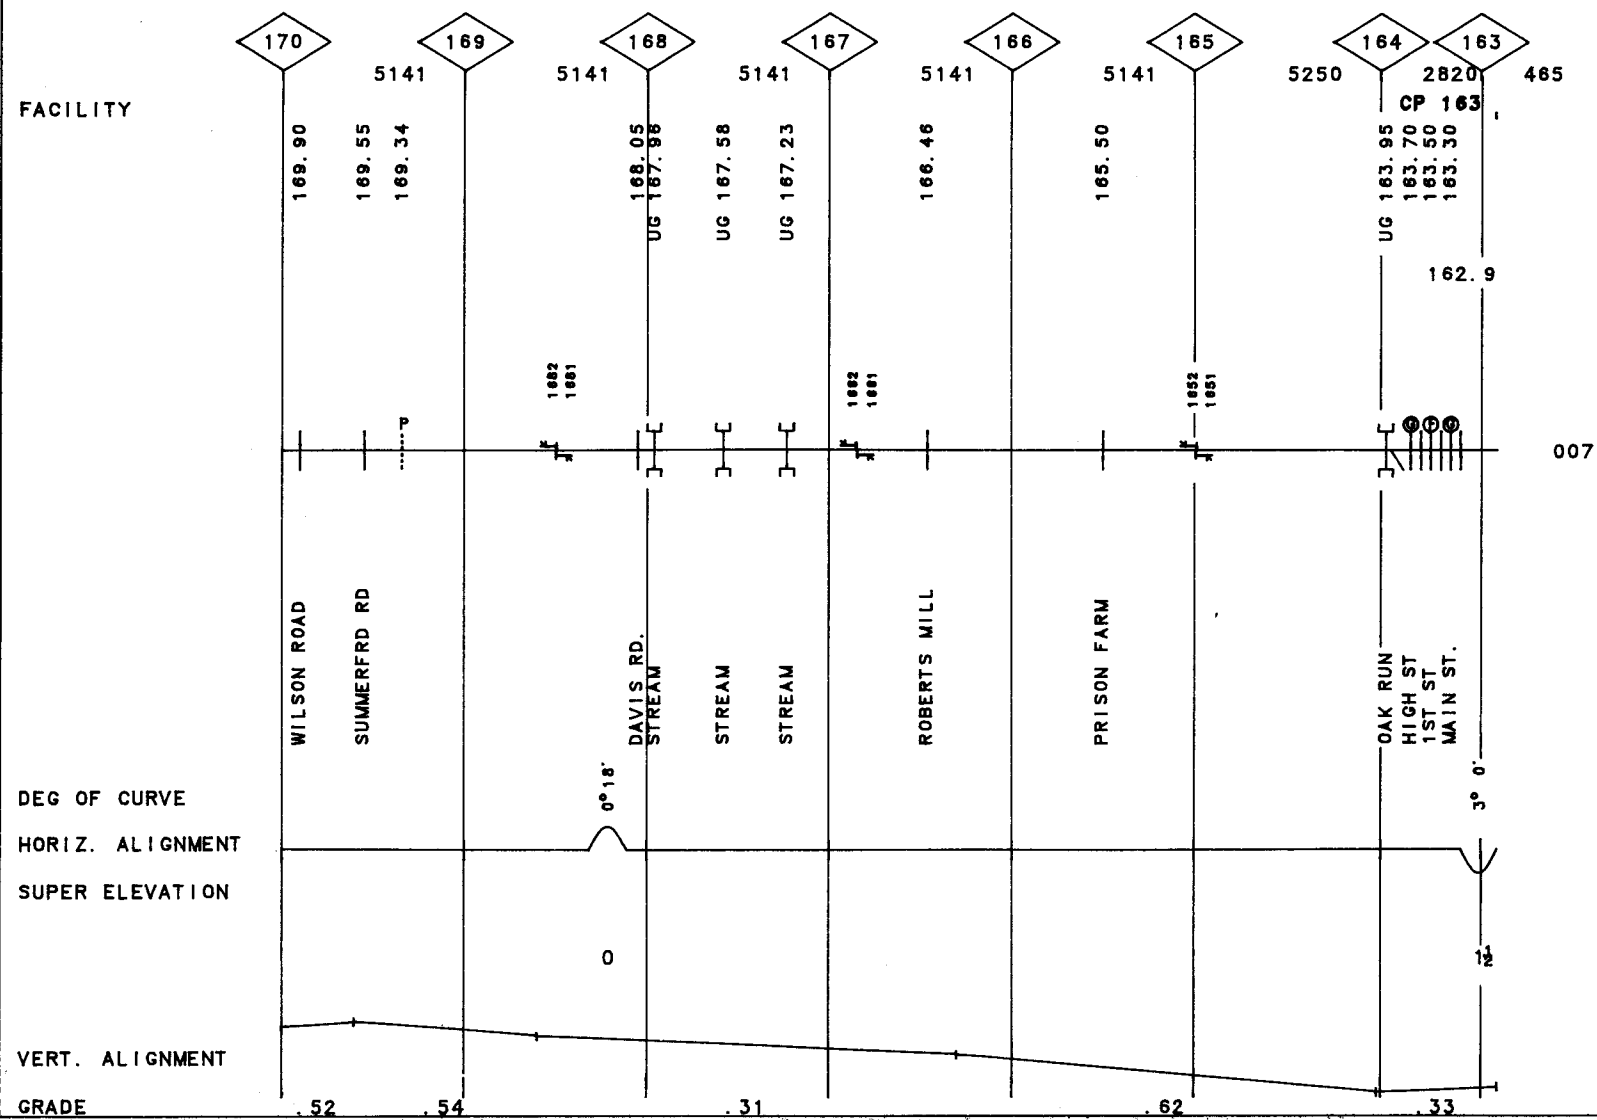 170 169 168 167 166 165 164 163
5141 5141 5141 5141 5141 5250 2820 465
FACILITY
CP 163
169.90
169.55
169.34
168.05
UG 167.98
UG 167.58
UG 167.23
166.46
165.50
UG 163.95
163.70
163.50
163.30
162.9
1682
1681
1662
1661
1652
1651
P
G F G
007
WILSON ROAD
SUMMERFRD RD
DAVIS RD.
STREAM
STREAM
STREAM
ROBERTS MILL
PRISON FARM
OAK RUN
HIGH ST
1ST ST
MAIN ST.
DEG OF CURVE
0°18'
3° 0'
HORIZ. ALIGNMENT
SUPER ELEVATION
0
1½
VERT. ALIGNMENT
GRADE .52 .54 .31 .62 .33